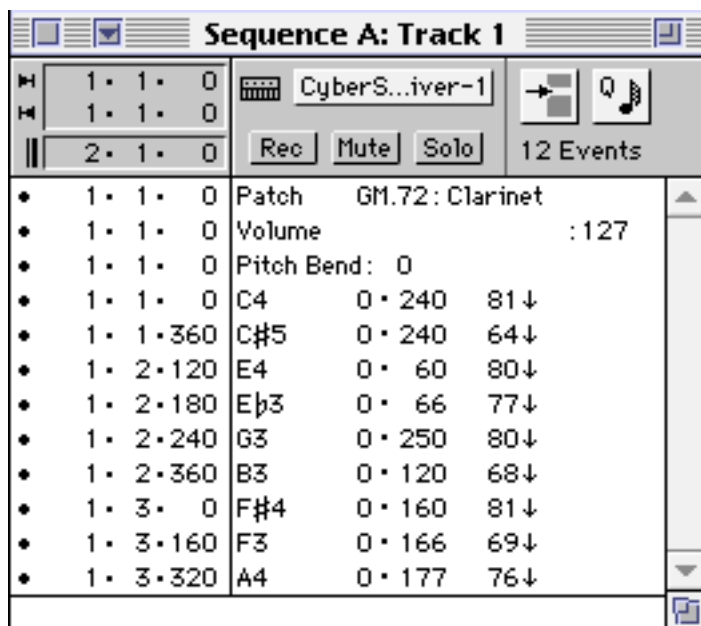 Sequence A: Track 1
1・ 1・ 0
1・ 1・ 0
2・ 1・ 0
CyberS...iver-1
Rec Mute Solo
Q
12 Events
1・ 1・ 0 Patch GM.72: Clarinet
1・ 1・ 0 Volume :127
1・ 1・ 0 Pitch Bend: 0
1・ 1・ 0 C4 0・240 81↓
1・ 1・360 C♯5 0・240 64↓
1・ 2・120 E4 0・ 60 80↓
1・ 2・180 E♭3 0・ 66 77↓
1・ 2・240 G3 0・250 80↓
1・ 2・360 B3 0・120 68↓
1・ 3・ 0 F♯4 0・160 81↓
1・ 3・160 F3 0・166 69↓
1・ 3・320 A4 0・177 76↓